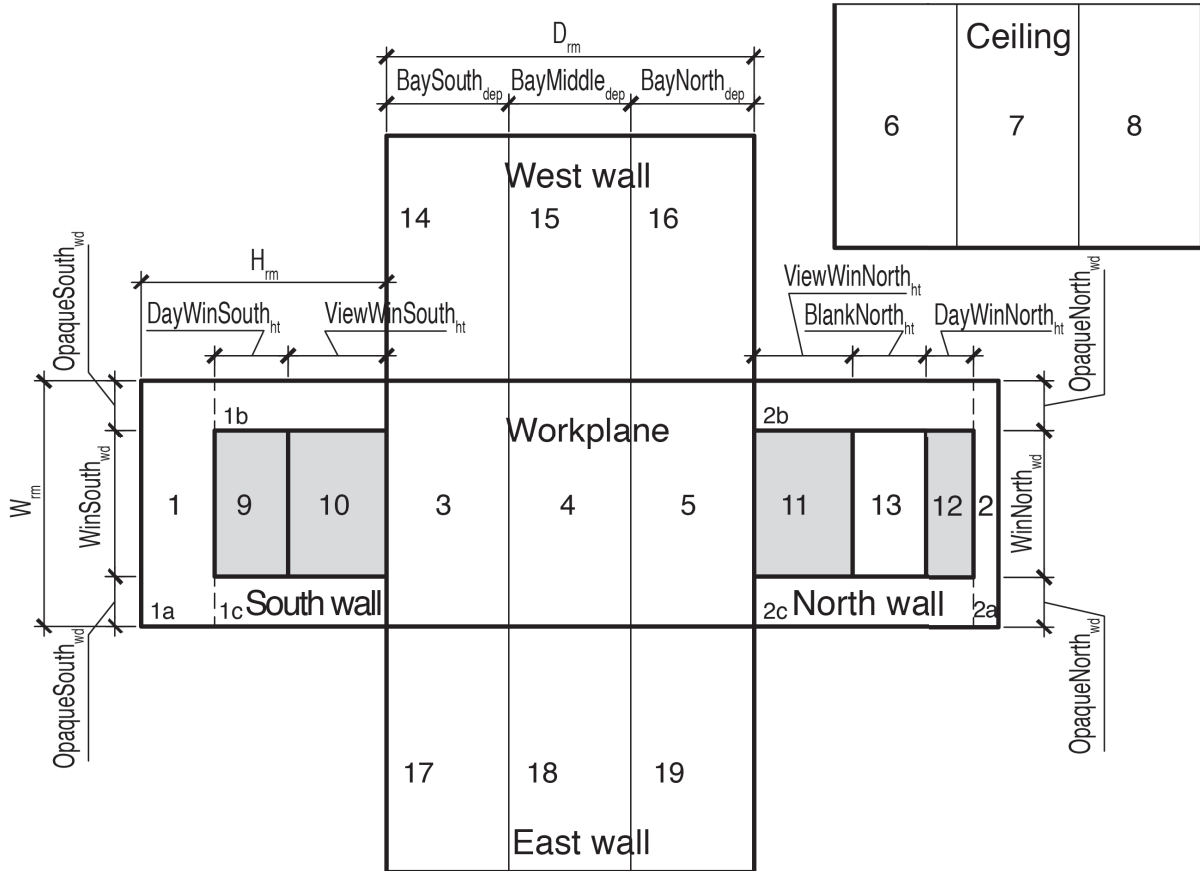 D_rm
Ceiling
BaySouth_dep BayMiddle_dep BayNorth_dep
6 7 8
West wall
14 15 16
OpaqueSouth_wd
H_rm
ViewWinNorth_ht
OpaqueNorth_wd
DayWinSouth_ht ViewWinSouth_ht
BlankNorth_ht DayWinNorth_ht
1b
Workplane
2b
W_rm
WinSouth_wd
1 9 10 3 4 5 11 13 12 2
WinNorth_wd
1a 1c South wall
2c North wall 2a
OpaqueSouth_wd
OpaqueNorth_wd
17 18 19
East wall